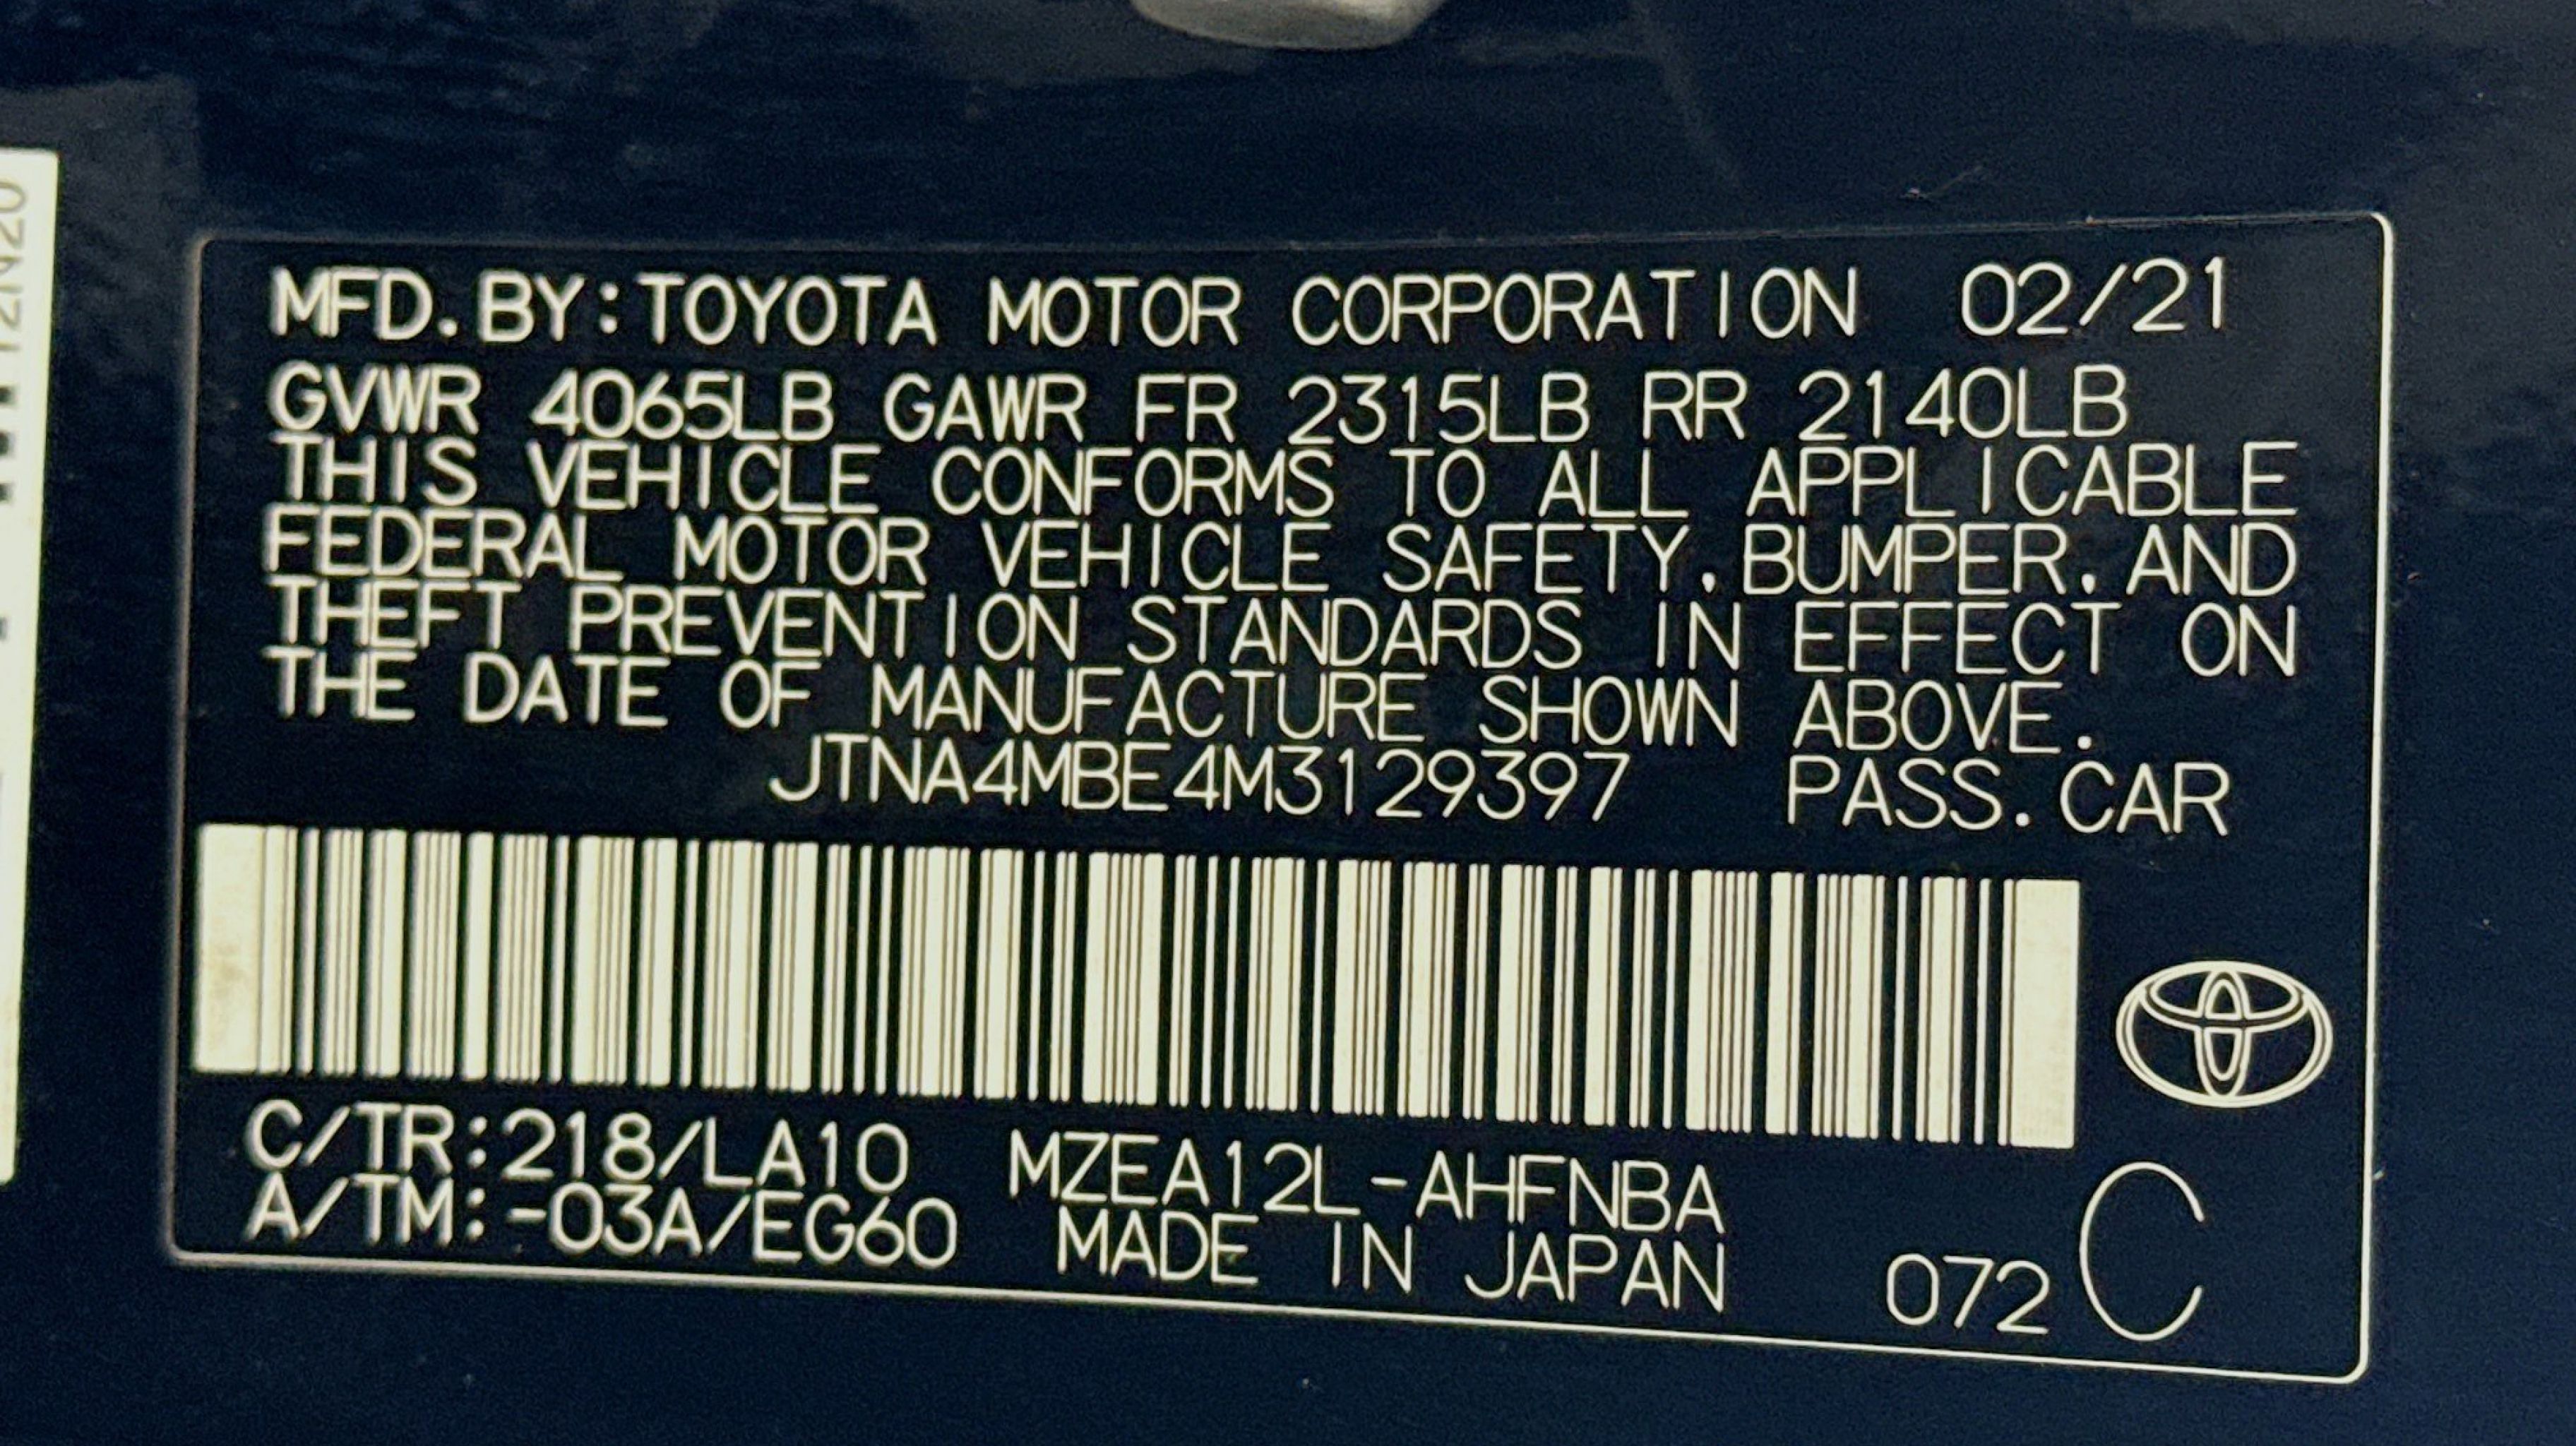 MFD.BY:TOYOTA MOTOR CORPORATION 02/21
GVWR 4065LB GAWR FR 2315LB RR 2140LB
THIS VEHICLE CONFORMS TO ALL APPLICABLE
FEDERAL MOTOR VEHICLE SAFETY, BUMPER, AND
THEFT PREVENTION STANDARDS IN EFFECT ON
THE DATE OF MANUFACTURE SHOWN ABOVE.
JTNA4MBE4M3129397 PASS.CAR
C/TR:218/LA10 MZEA12L-AHFNBA
A/TM:-03A/EG60 MADE IN JAPAN 072 C